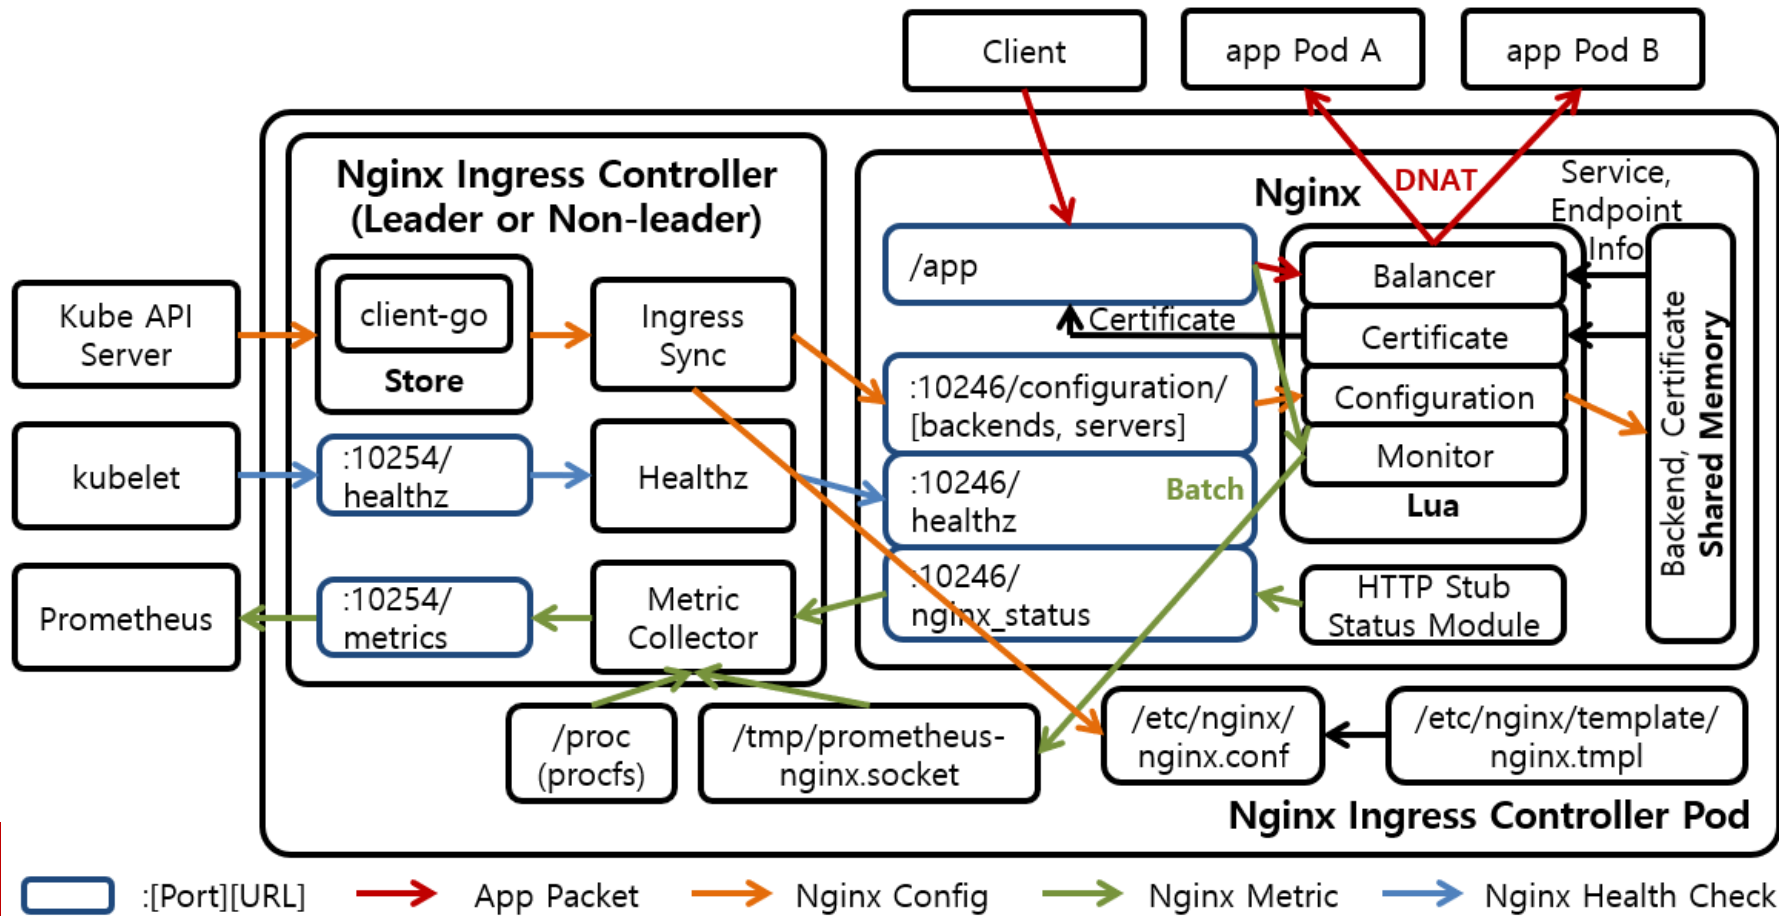 Client
app Pod A
app Pod B
Nginx Ingress Controller
(Leader or Non-leader)
Nginx
DNAT
Service,
Endpoint
Info
Kube API
Server
client-go
Store
Ingress
Sync
/app
Certificate
Balancer
Certificate
Configuration
Monitor
Lua
Backend, Certificate
Shared Memory
:10246/configuration/
[backends, servers]
kubelet
:10254/
healthz
Healthz
:10246/
healthz
Batch
Prometheus
:10254/
metrics
Metric
Collector
:10246/
nginx_status
HTTP Stub
Status Module
/proc
(procfs)
/tmp/prometheus-
nginx.socket
/etc/nginx/
nginx.conf
/etc/nginx/template/
nginx.tmpl
Nginx Ingress Controller Pod
:[Port][URL]
App Packet
Nginx Config
Nginx Metric
Nginx Health Check